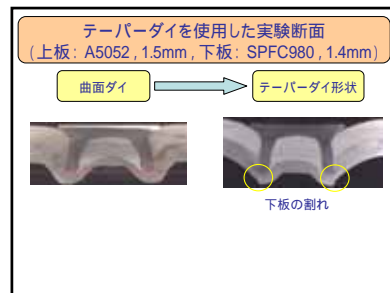 テーパーダイを使用した実験断面
(上板: A5052 , 1.5mm , 下板: SPFC980 , 1.4mm)
曲面ダイ
テーパーダイ形状
下板の割れ